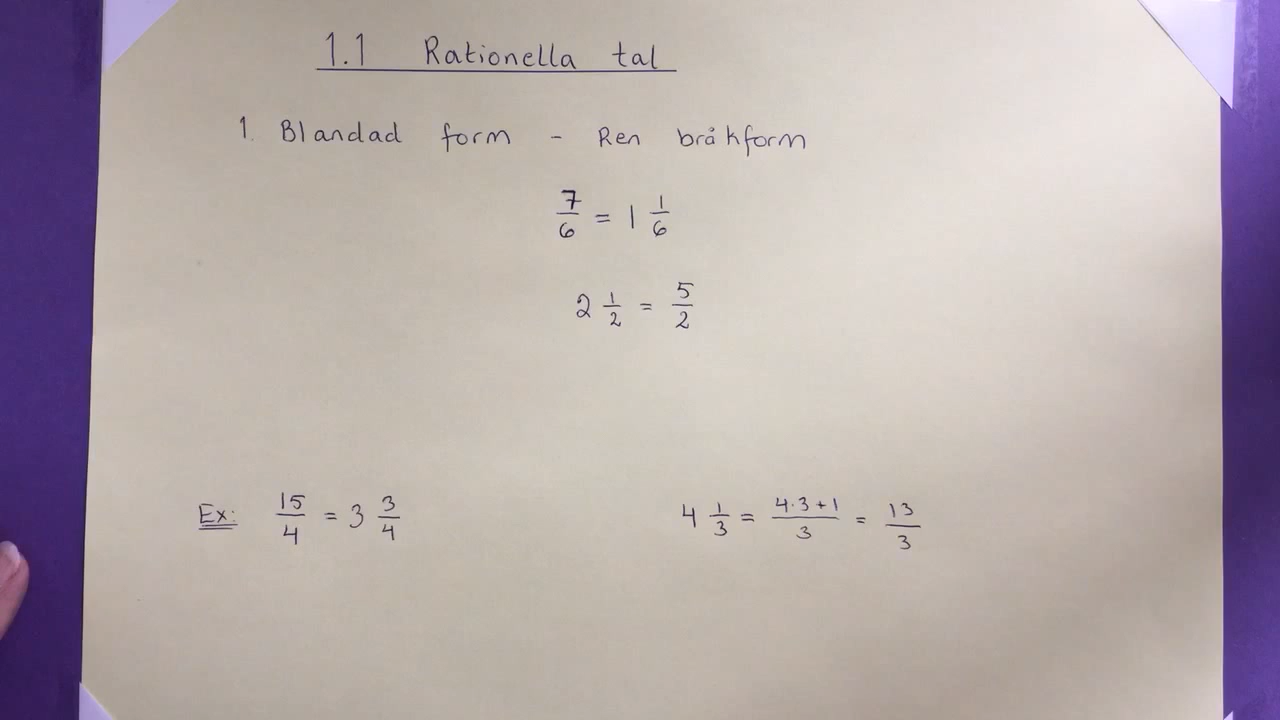 1.1 Rationella tal
1. Blandad form - Ren bråkform
7/6 = 1 1/6
2 1/2 = 5/2
Ex: 15/4 = 3 3/4
4 1/3 = (4·3+1)/3 = 13/3